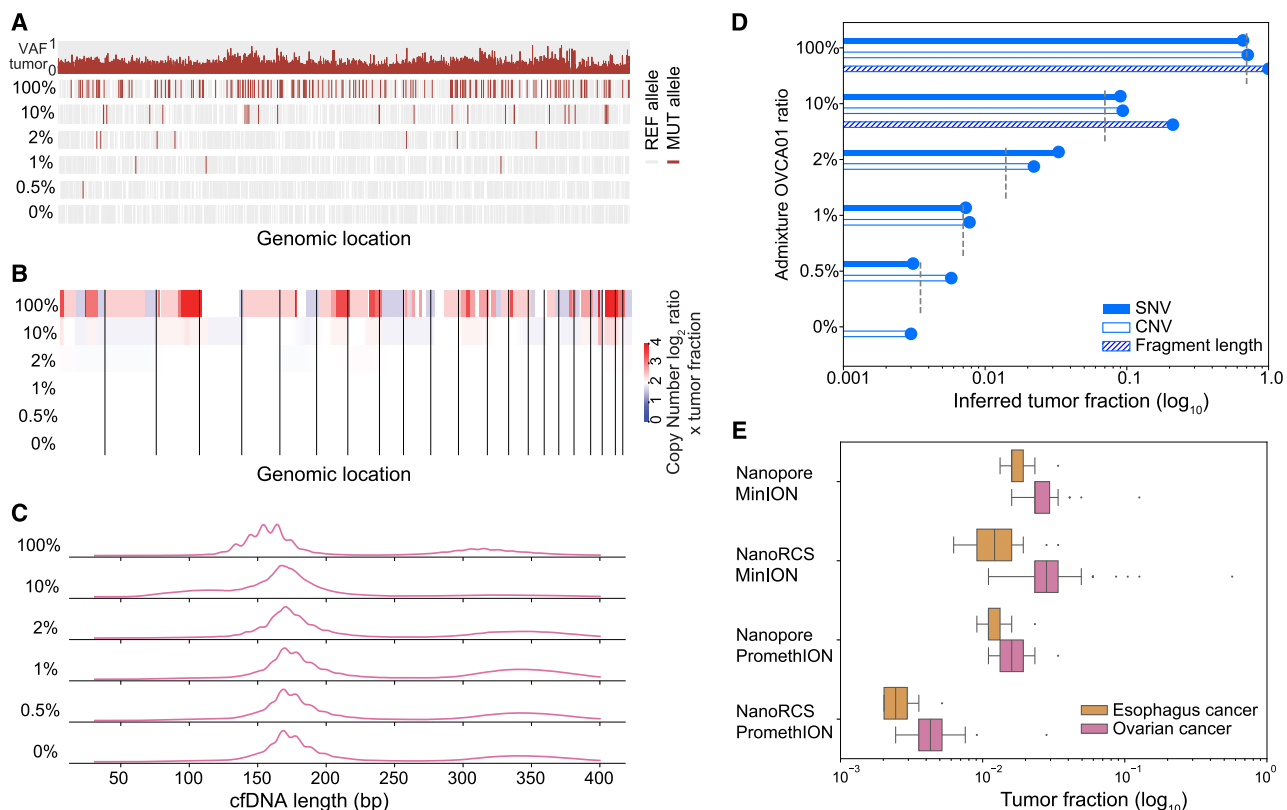 A
VAF 1
tumor 0
100%
10%
2%
1%
0.5%
0%
Genomic location
REF allele
MUT allele
B
100%
10%
2%
1%
0.5%
0%
Genomic location
0 1 2 3 4
Copy Number log2 ratio
x tumor fraction
C
100%
10%
2%
1%
0.5%
0%
50 100 150 200 250 300 350 400
cfDNA length (bp)
D
Admixture OVCA01 ratio
100%
10%
2%
1%
0.5%
0%
SNV
CNV
Fragment length
0.001 0.01 0.1 1.0
Inferred tumor fraction (log10)
E
Nanopore
MinION
NanoRCS
MinION
Nanopore
PromethION
NanoRCS
PromethION
Esophagus cancer
Ovarian cancer
10−3 10−2 10−1 100
Tumor fraction (log10)